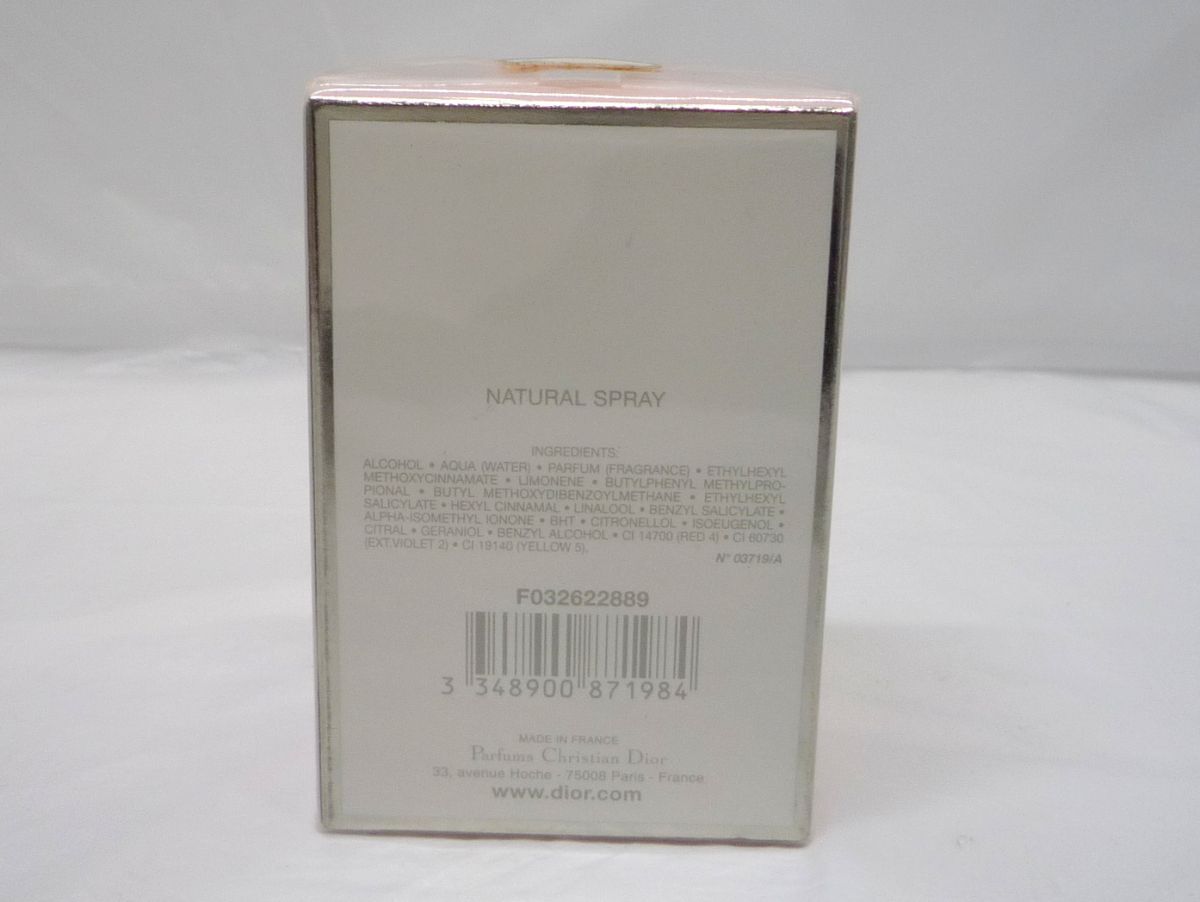 NATURAL SPRAY
INGREDIENTS:
ALCOHOL • AQUA (WATER) • PARFUM (FRAGRANCE) • ETHYLHEXYL
METHOXYCINNAMATE • LIMONENE • BUTYLPHENYL METHYLPRO-
PIONAL • BUTYL METHOXYDIBENZOYLMETHANE • ETHYLHEXYL
SALICYLATE • HEXYL CINNAMAL • LINALOOL • BENZYL SALICYLATE •
ALPHA-ISOMETHYL IONONE • BHT • CITRONELLOL • ISOEUGENOL •
CITRAL • GERANIOL • BENZYL ALCOHOL • CI 14700 (RED 4) • CI 60730
(EXT.VIOLET 2) • CI 19140 (YELLOW 5).
N° 03719/A
F032622889
3 348900 871984
MADE IN FRANCE
Parfums Christian Dior
33, avenue Hoche - 75008 Paris - France
www.dior.com